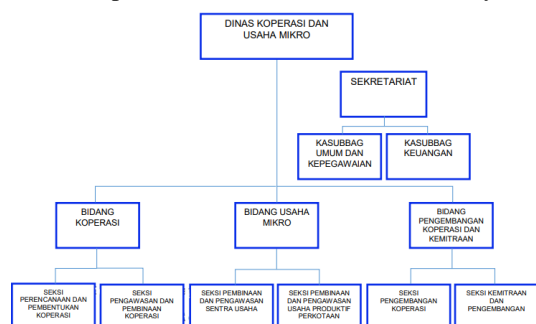 DINAS KOPERASI DAN
USAHA MIKRO
SEKRETARIAT
KASUBBAG
UMUM DAN
KEPEGAWAIAN
KASUBBAG
KEUANGAN
BIDANG
KOPERASI
BIDANG USAHA
MIKRO
BIDANG
PENGEMBANGAN
KOPERASI DAN
KEMITRAAN
SEKSI
PERENCANAAN DAN
PEMBENTUKAN
KOPERASI
SEKSI
PENGAWASAN DAN
PEMBINAAN
KOPERASI
SEKSI PEMBINAAN
DAN PENGAWASAN
SENTRA USAHA
SEKSI PEMBINAAN
DAN PENGAWASAN
USAHA PRODUKTIF
PERKOTAAN
SEKSI
PENGEMBANGAN
KOPERASI
SEKSI KEMITRAAN
DAN
PENGEMBANGAN